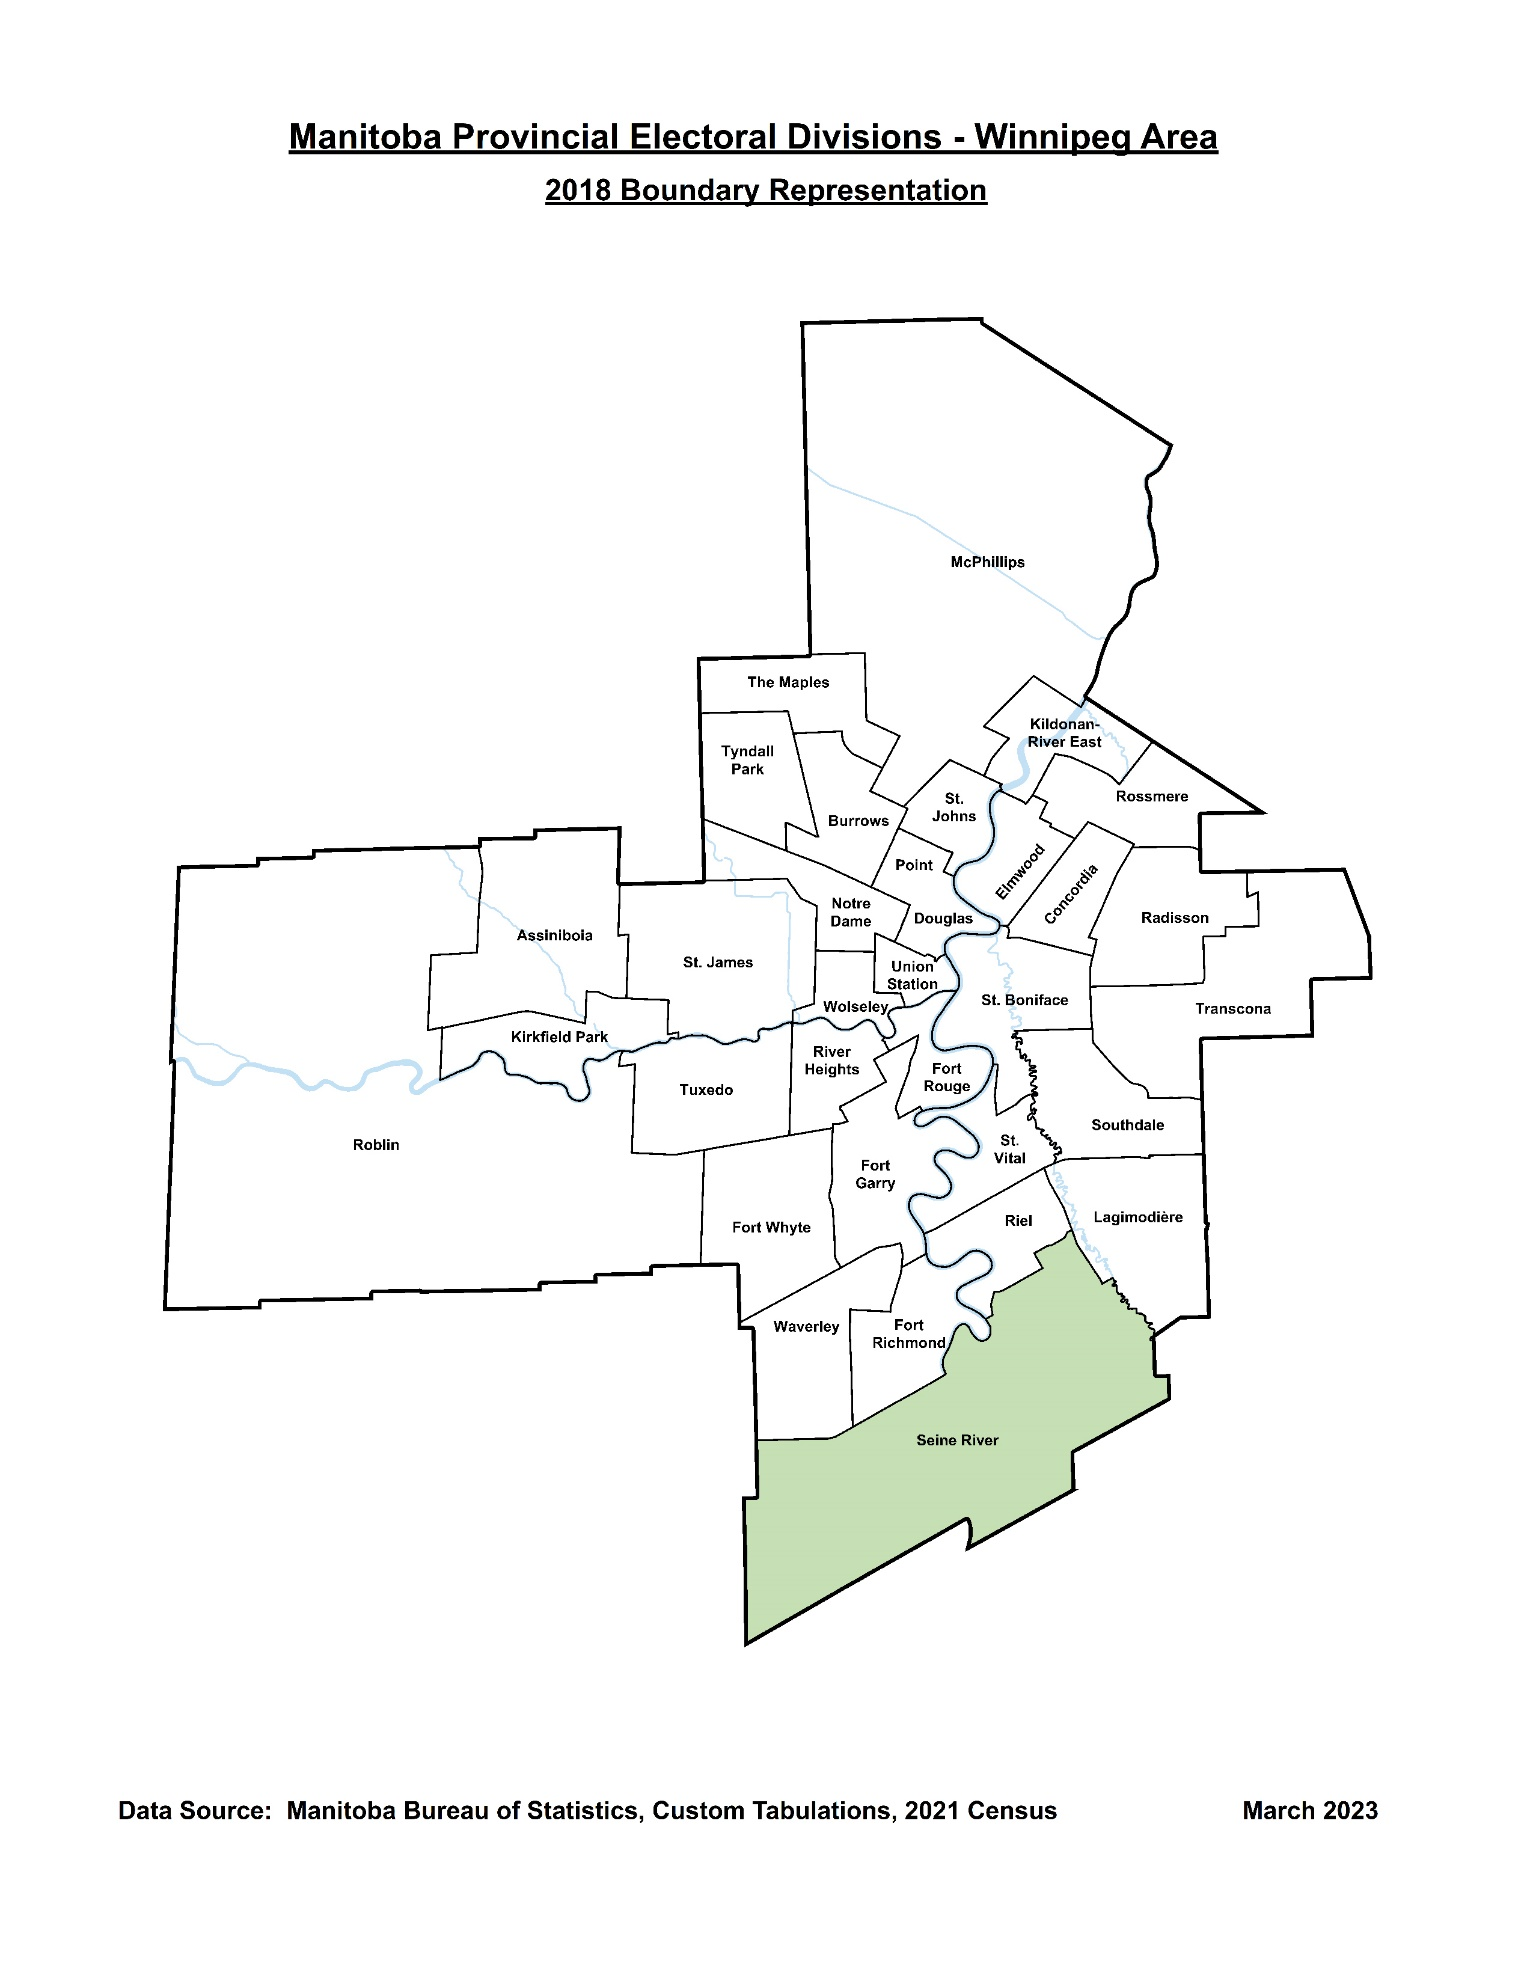 Manitoba Provincial Electoral Divisions - Winnipeg Area
2018 Boundary Representation
McPhillips
The Maples
Kildonan-
River East
Tyndall
Park
Rossmere
St.
Johns
Burrows
Point
Douglas
Elmwood
Concordia
Notre
Dame
Radisson
Assiniboia
St. James
Union
Station
St. Boniface
Wolseley
Transcona
Kirkfield Park
River
Heights
Fort
Rouge
Tuxedo
Southdale
Roblin
St.
Vital
Fort
Garry
Riel
Lagimodière
Fort Whyte
Waverley
Fort
Richmond
Seine River
Data Source:  Manitoba Bureau of Statistics, Custom Tabulations, 2021 Census
March 2023